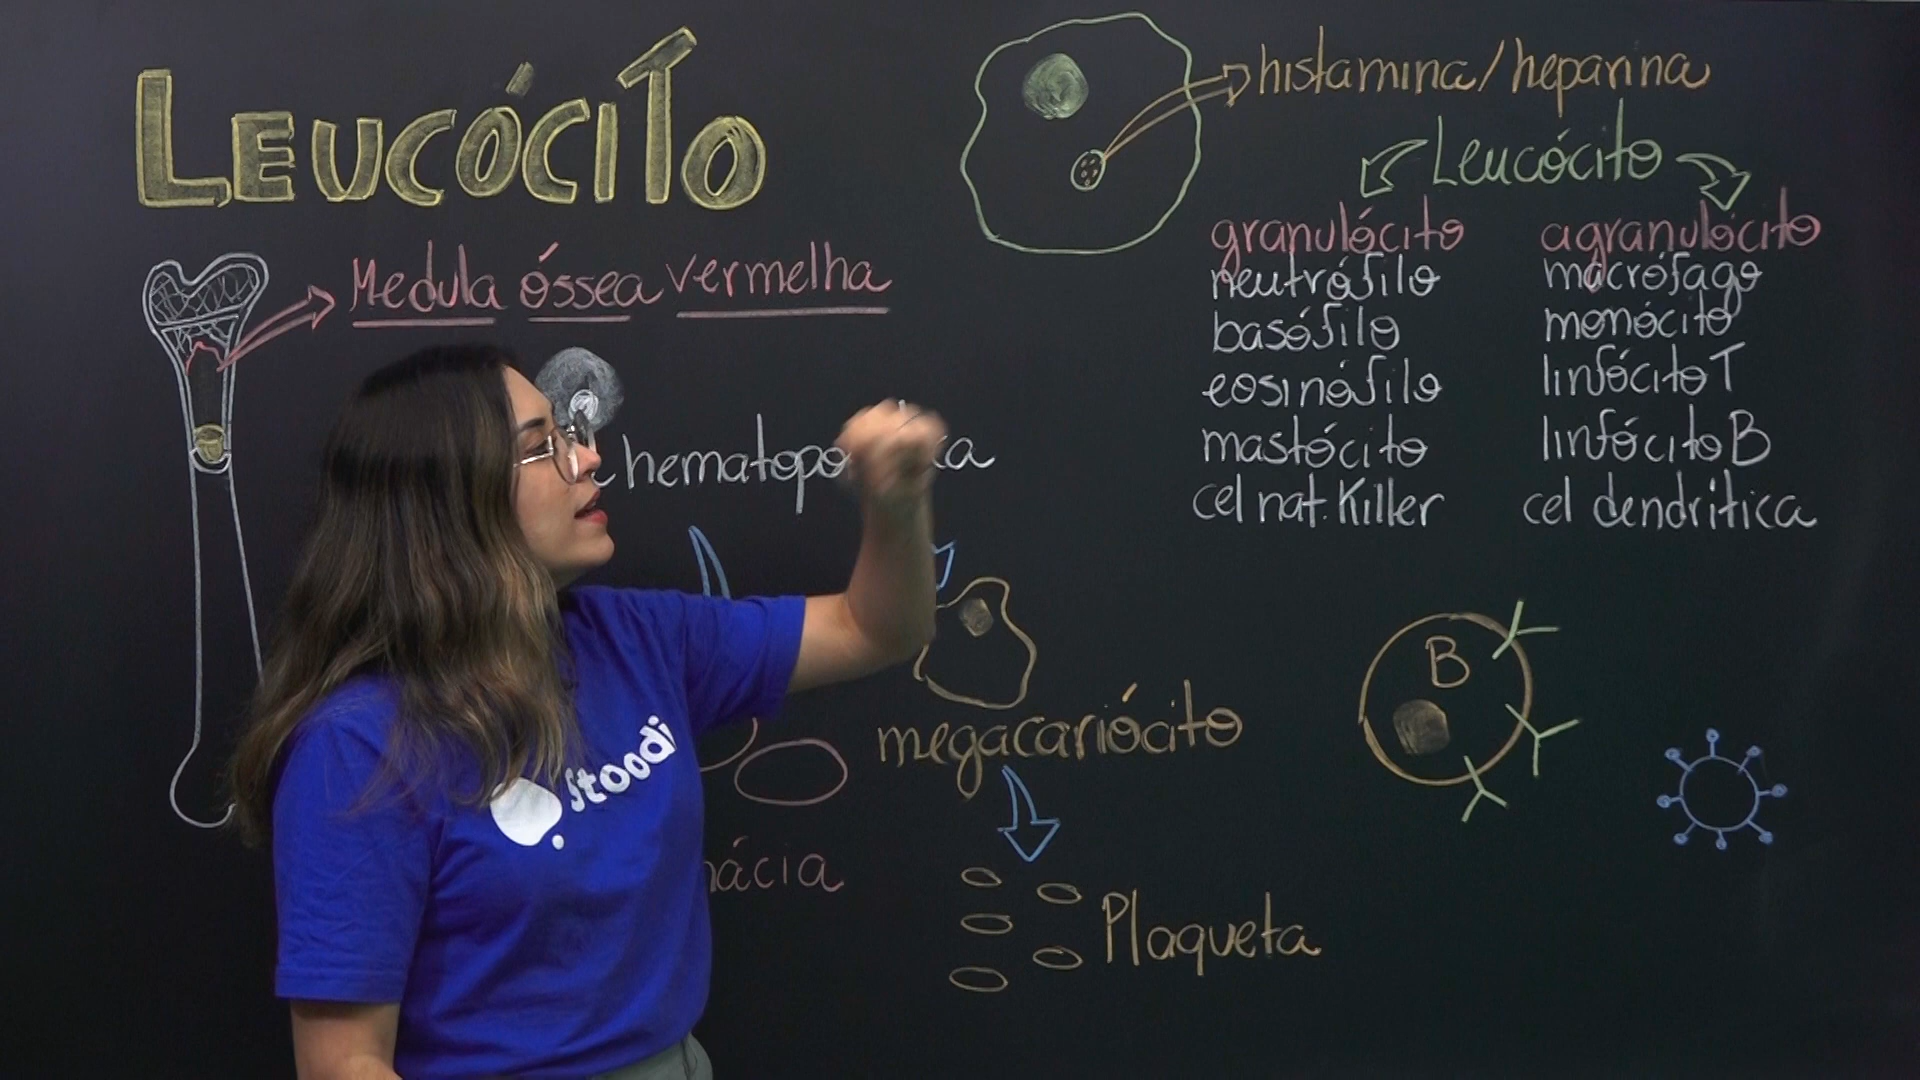 LEUCÓCITO
histamina/heparina
Leucócito
granulócito agranulócito
neutrófilo macrófago
basófilo monócito
eosinófilo linfócito T
mastócito linfócito B
cel nat. Killer cel dendrítica
Medula óssea vermelha
B
megacariócito
Plaqueta
Stoodi